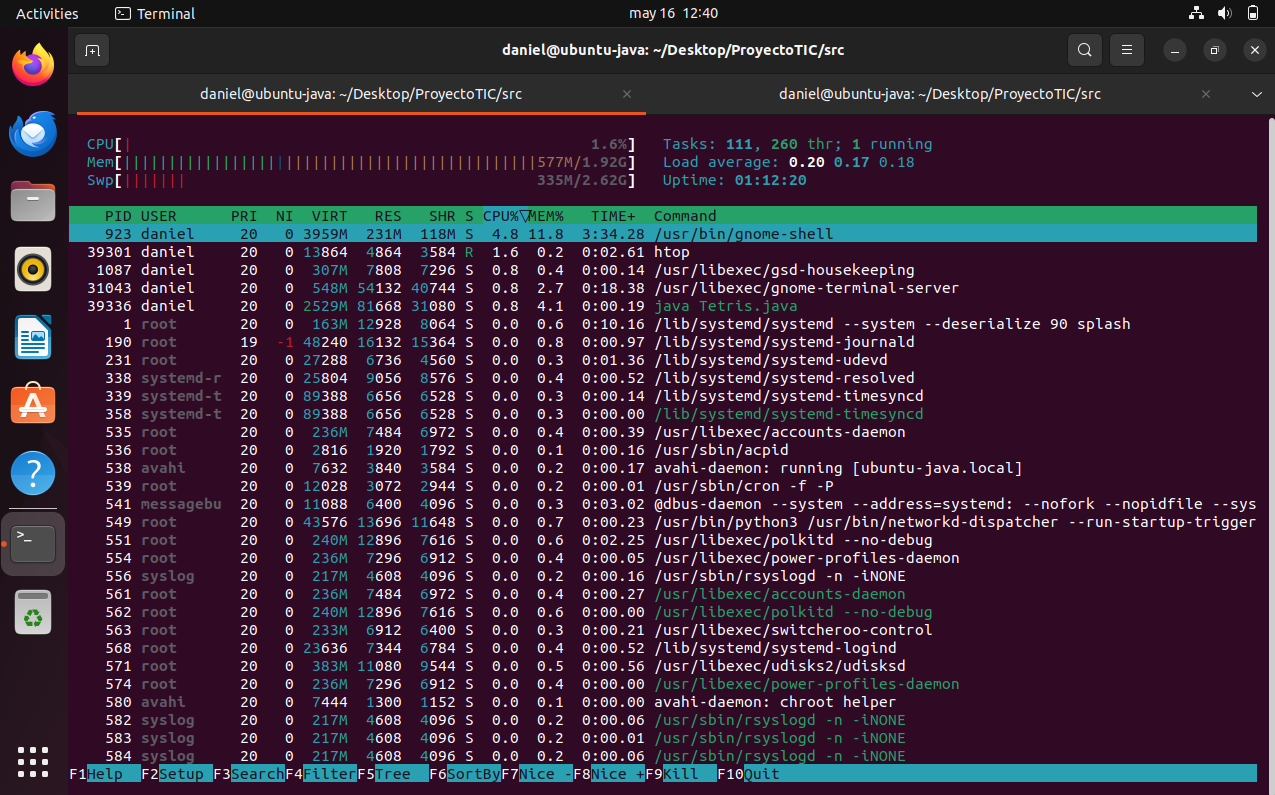 Activities Terminal may 16 12:40
daniel@ubuntu-java: ~/Desktop/ProyectoTIC/src
daniel@ubuntu-java: ~/Desktop/ProyectoTIC/src × daniel@ubuntu-java: ~/Desktop/ProyectoTIC/src ×
CPU[| 1.6%] Tasks: 111, 260 thr; 1 running
Mem[||||||||||||||||||||||||||||||||||||||||||||||577M/1.92G] Load average: 0.20 0.17 0.18
Swp[||||||| 335M/2.62G] Uptime: 01:12:20
PID USER PRI NI VIRT RES SHR S CPU%▽MEM% TIME+ Command
923 daniel 20 0 3959M 231M 118M S 4.8 11.8 3:34.28 /usr/bin/gnome-shell
39301 daniel 20 0 13864 4864 3584 R 1.6 0.2 0:02.61 htop
1087 daniel 20 0 307M 7808 7296 S 0.8 0.4 0:00.14 /usr/libexec/gsd-housekeeping
31043 daniel 20 0 548M 54132 40744 S 0.8 2.7 0:18.38 /usr/libexec/gnome-terminal-server
39336 daniel 20 0 2529M 81668 31080 S 0.8 4.1 0:00.19 java Tetris.java
1 root 20 0 163M 12928 8064 S 0.0 0.6 0:10.16 /lib/systemd/systemd --system --deserialize 90 splash
190 root 19 -1 48240 16132 15364 S 0.0 0.8 0:00.97 /lib/systemd/systemd-journald
231 root 20 0 27288 6736 4560 S 0.0 0.3 0:01.36 /lib/systemd/systemd-udevd
338 systemd-r 20 0 25804 9056 8576 S 0.0 0.4 0:00.52 /lib/systemd/systemd-resolved
339 systemd-t 20 0 89388 6656 6528 S 0.0 0.3 0:00.14 /lib/systemd/systemd-timesyncd
358 systemd-t 20 0 89388 6656 6528 S 0.0 0.3 0:00.00 /lib/systemd/systemd-timesyncd
535 root 20 0 236M 7484 6972 S 0.0 0.4 0:00.39 /usr/libexec/accounts-daemon
536 root 20 0 2816 1920 1792 S 0.0 0.1 0:00.16 /usr/sbin/acpid
538 avahi 20 0 7632 3840 3584 S 0.0 0.2 0:00.17 avahi-daemon: running [ubuntu-java.local]
539 root 20 0 12028 3072 2944 S 0.0 0.2 0:00.01 /usr/sbin/cron -f -P
541 messagebu 20 0 11088 6400 4096 S 0.0 0.3 0:03.02 @dbus-daemon --system --address=systemd: --nofork --nopidfile --sys
549 root 20 0 43576 13696 11648 S 0.0 0.7 0:00.23 /usr/bin/python3 /usr/bin/networkd-dispatcher --run-startup-trigger
551 root 20 0 240M 12896 7616 S 0.0 0.6 0:02.25 /usr/libexec/polkitd --no-debug
554 root 20 0 236M 7296 6912 S 0.0 0.4 0:00.05 /usr/libexec/power-profiles-daemon
556 syslog 20 0 217M 4608 4096 S 0.0 0.2 0:00.16 /usr/sbin/rsyslogd -n -iNONE
561 root 20 0 236M 7484 6972 S 0.0 0.4 0:00.27 /usr/libexec/accounts-daemon
562 root 20 0 240M 12896 7616 S 0.0 0.6 0:00.00 /usr/libexec/polkitd --no-debug
563 root 20 0 233M 6912 6400 S 0.0 0.3 0:00.21 /usr/libexec/switcheroo-control
568 root 20 0 23636 7344 6784 S 0.0 0.4 0:00.52 /lib/systemd/systemd-logind
571 root 20 0 383M 11080 9544 S 0.0 0.5 0:00.56 /usr/libexec/udisks2/udisksd
574 root 20 0 236M 7296 6912 S 0.0 0.4 0:00.00 /usr/libexec/power-profiles-daemon
580 avahi 20 0 7444 1300 1152 S 0.0 0.1 0:00.00 avahi-daemon: chroot helper
582 syslog 20 0 217M 4608 4096 S 0.0 0.2 0:00.06 /usr/sbin/rsyslogd -n -iNONE
583 syslog 20 0 217M 4608 4096 S 0.0 0.2 0:00.01 /usr/sbin/rsyslogd -n -iNONE
584 syslog 20 0 217M 4608 4096 S 0.0 0.2 0:00.06 /usr/sbin/rsyslogd -n -iNONE
F1Help F2Setup F3SearchF4FilterF5Tree F6SortByF7Nice -F8Nice +F9Kill F10Quit